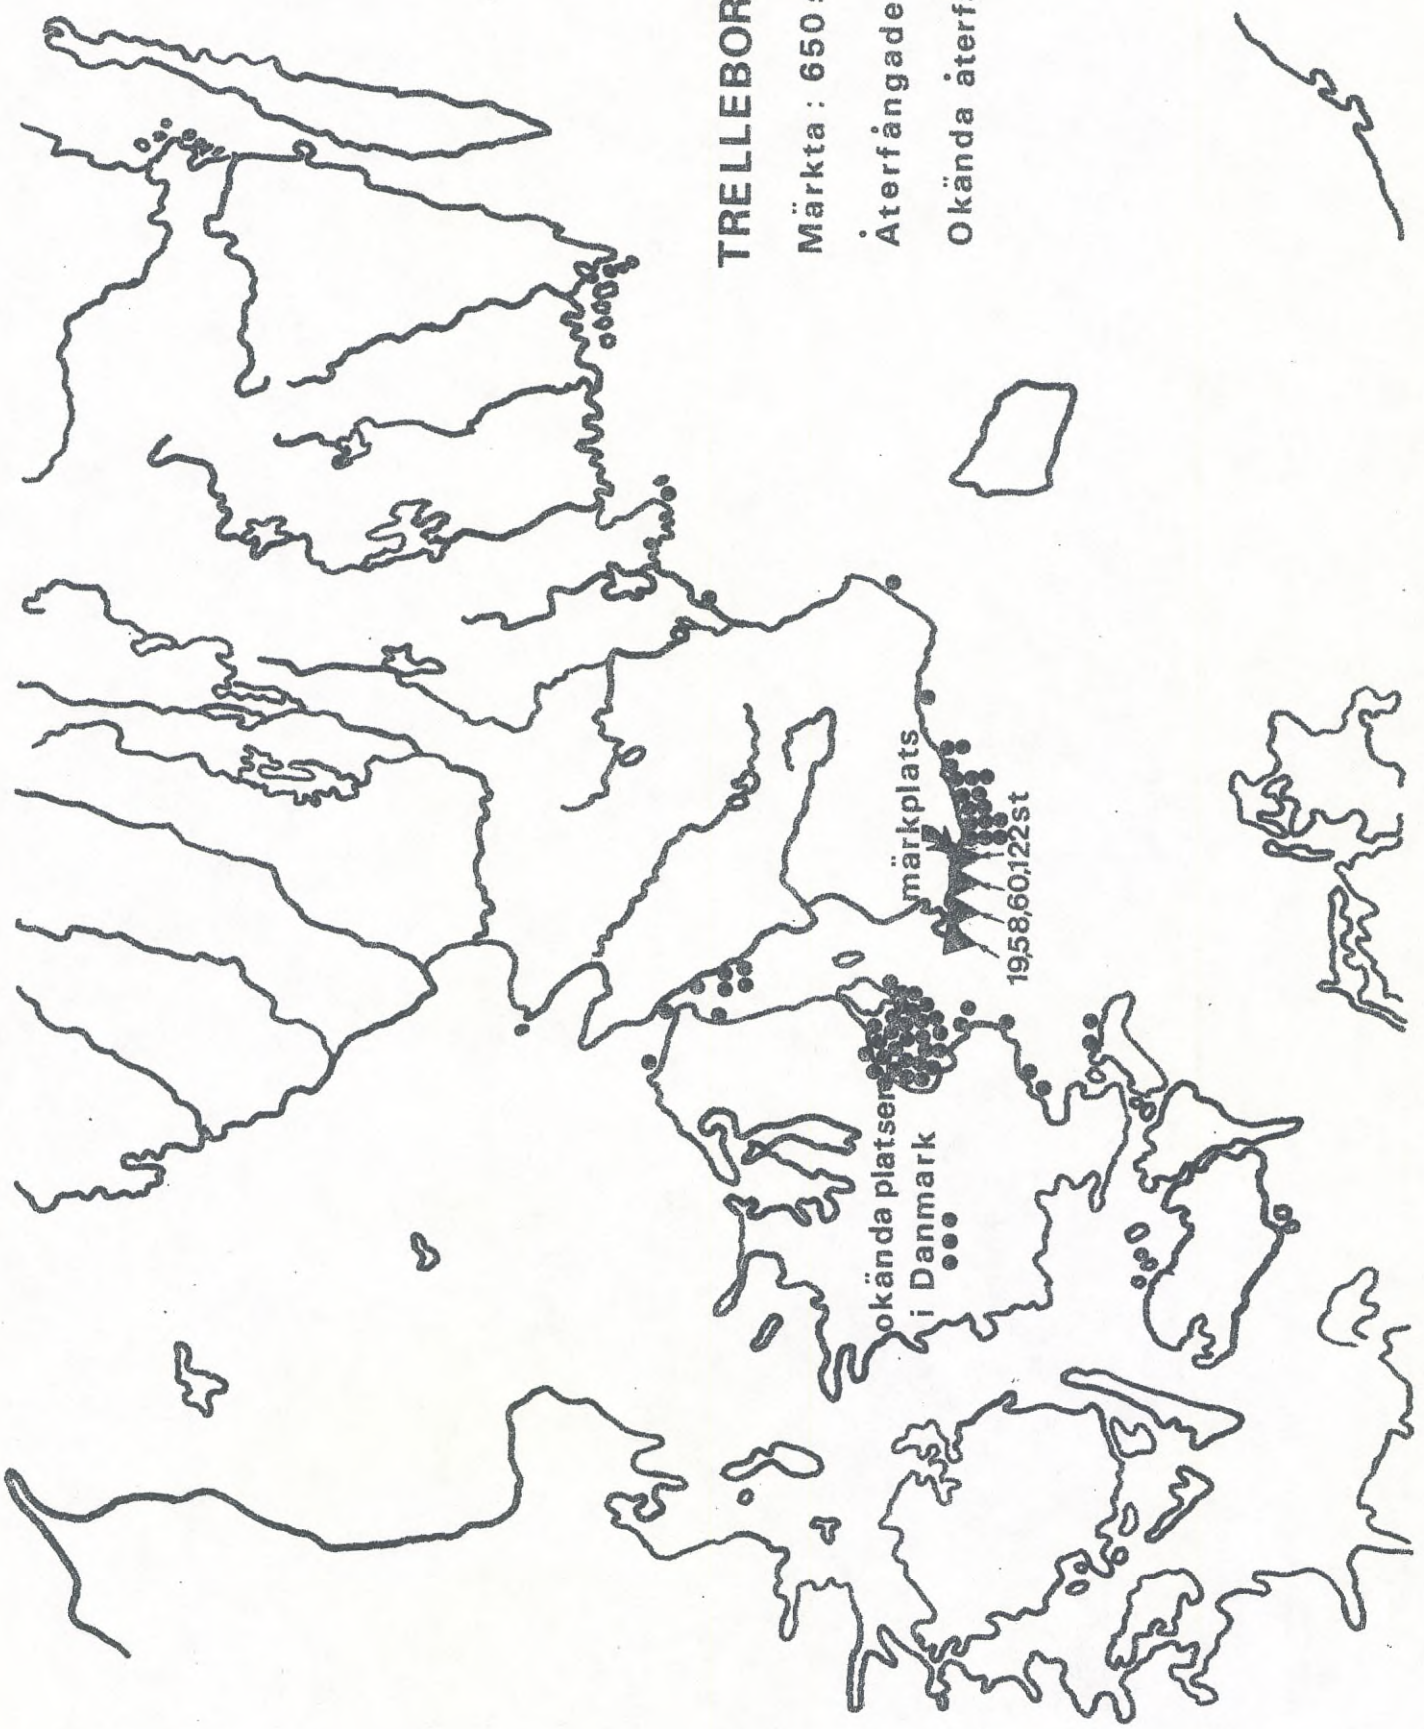 TRELLEBOR
Märkta : 650
Återfångade
Okända återf
märkplats
19,58,60,122st
okända platser
i Danmark